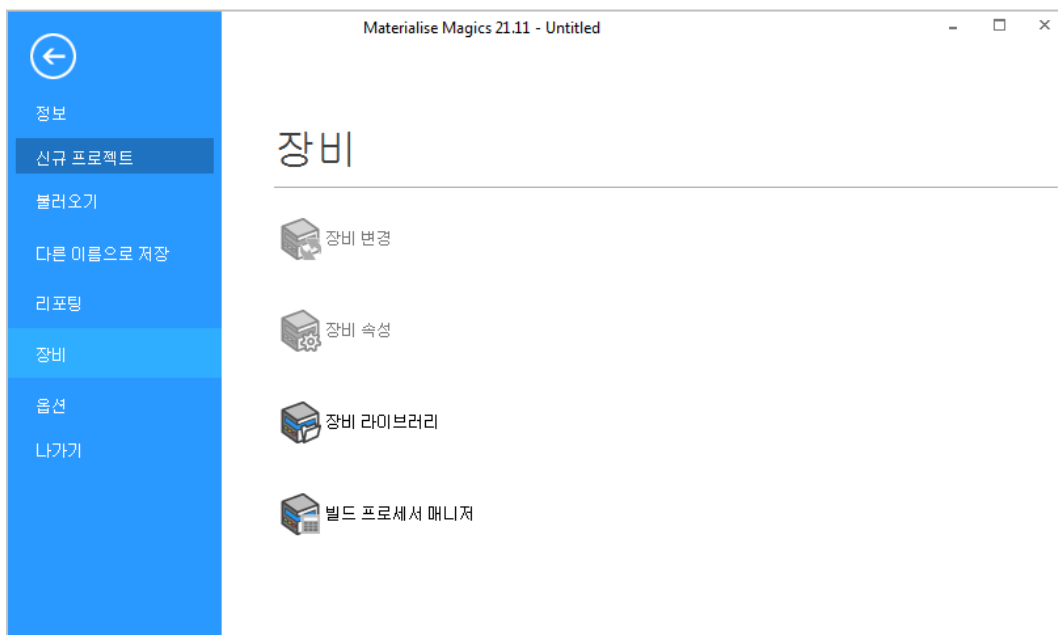 Materialise Magics 21.11 - Untitled
정보
신규 프로젝트
불러오기
다른 이름으로 저장
리포팅
장비
옵션
나가기
장비
장비 변경
장비 속성
장비 라이브러리
빌드 프로세서 매니저